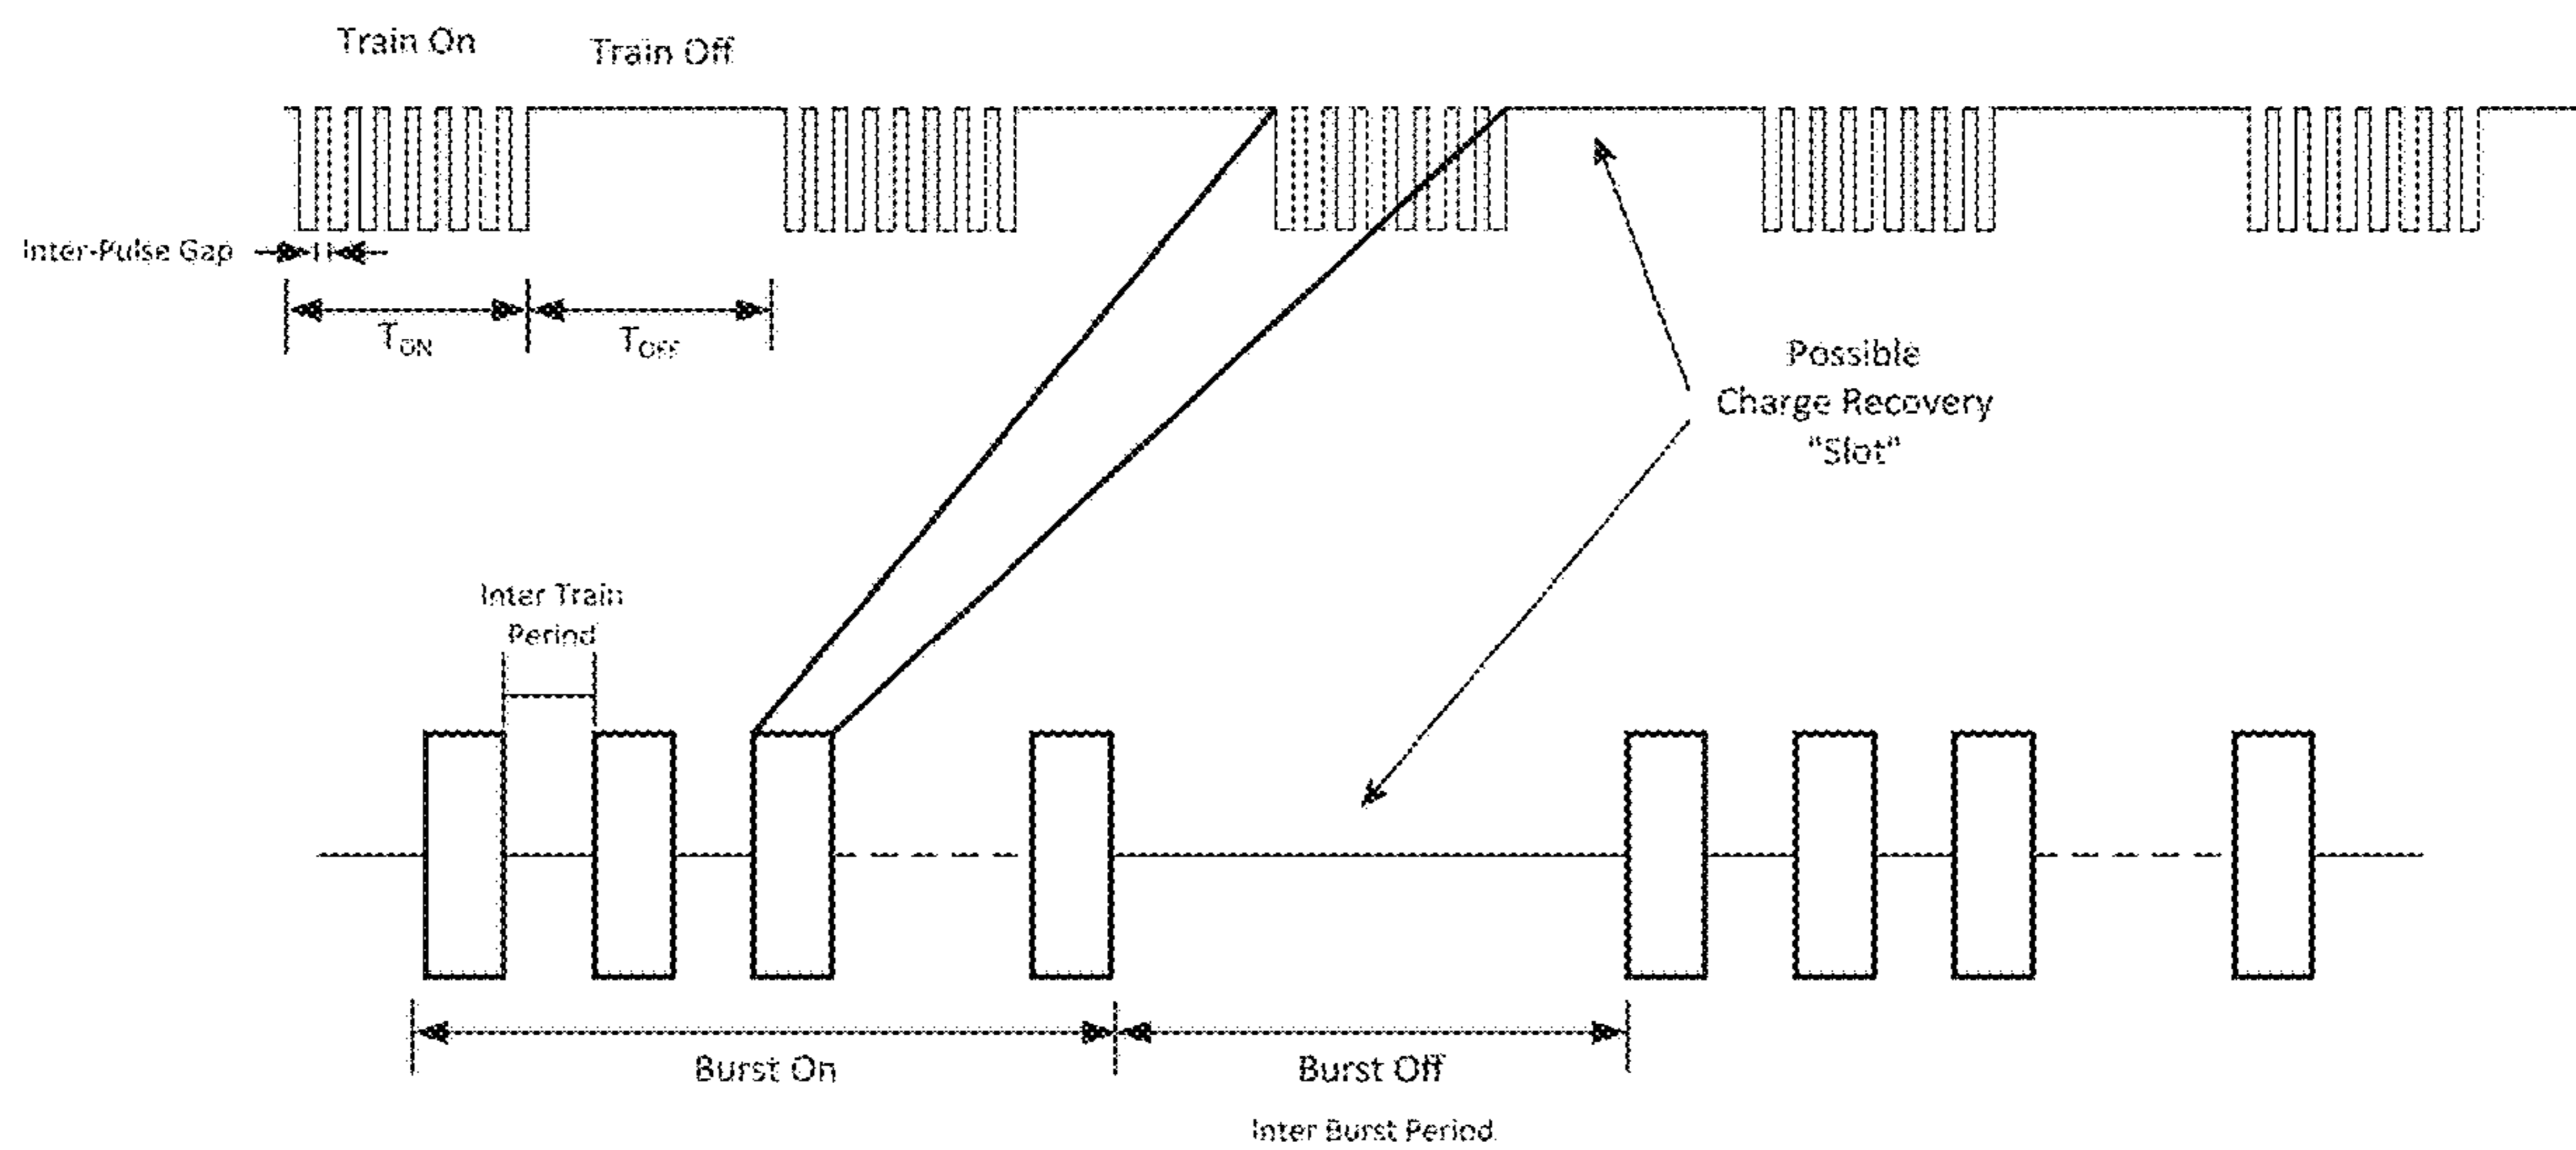 Train On
Train Off
Inter-Pulse Gap
TON
TOFF
Possible
Charge Recovery
"Slot"
Inter Train
Period
Burst On
Burst Off
Inter Burst Period